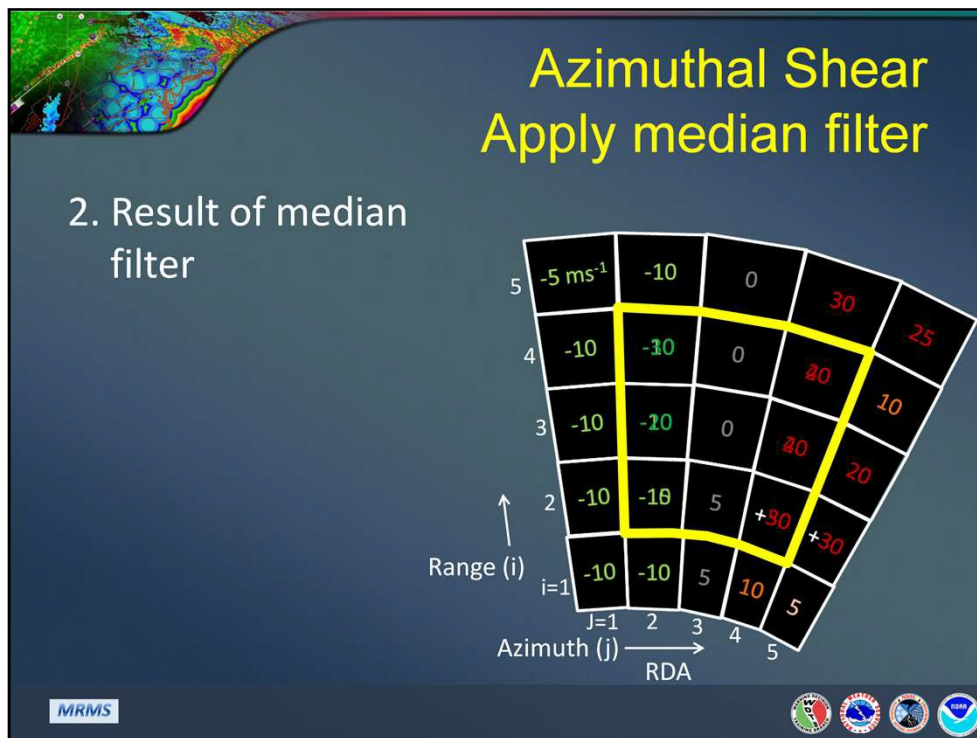 Azimuthal Shear
Apply median filter
2. Result of median
filter
5 -5 ms⁻¹ -10 0 30 25
4 -10 0 10
3 -10 0 20
2 -10 5 +30
i=1 -10 -10 5 10 5
Range (i)
J=1 2 3 4 5
Azimuth (j)
RDA
MRMS
NOAA